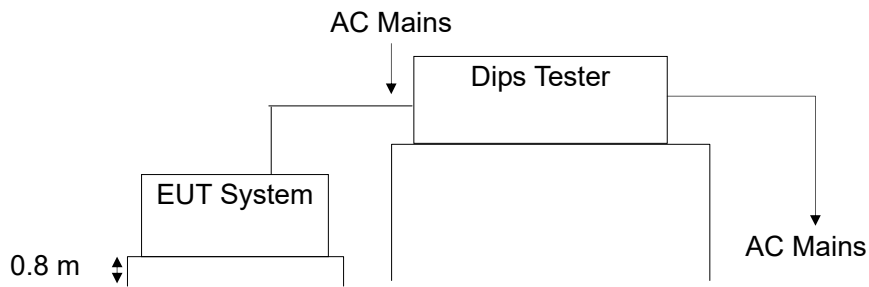 AC Mains
Dips Tester
EUT System
AC Mains
0.8 m